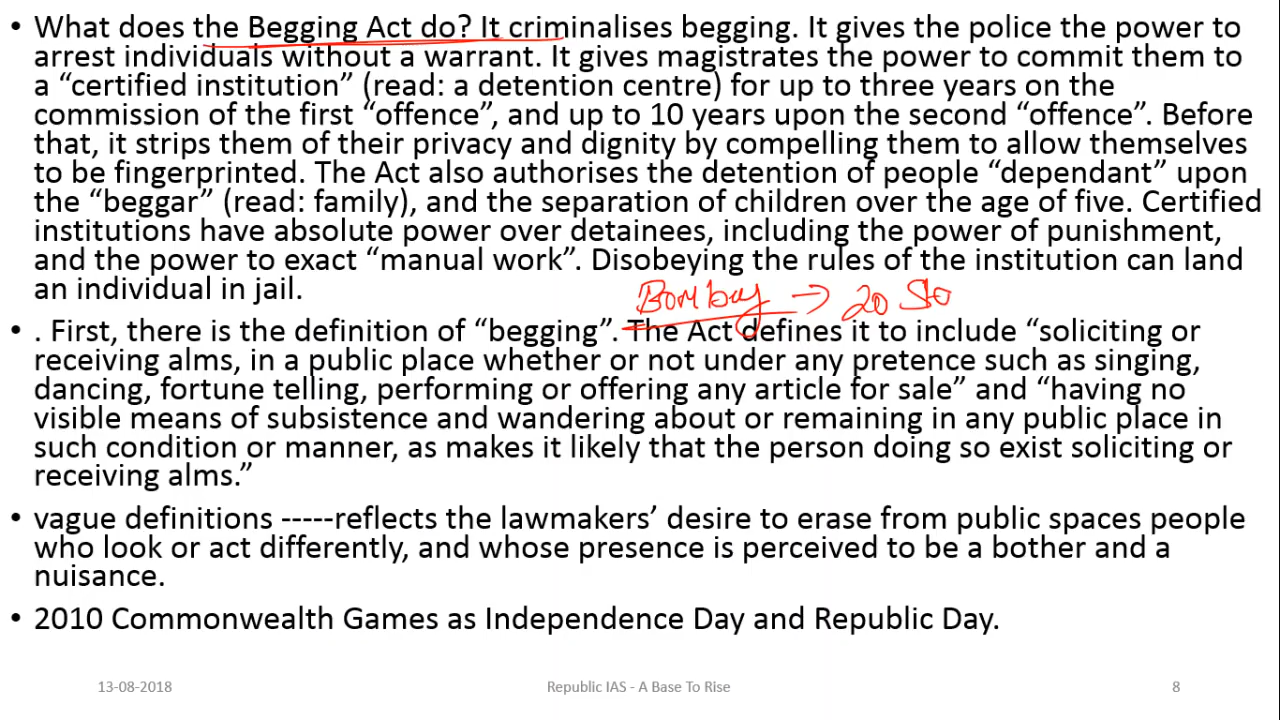 • What does the Begging Act do? It criminalises begging. It gives the police the power to
arrest individuals without a warrant. It gives magistrates the power to commit them to
a “certified institution” (read: a detention centre) for up to three years on the
commission of the first “offence”, and up to 10 years upon the second “offence”. Before
that, it strips them of their privacy and dignity by compelling them to allow themselves
to be fingerprinted. The Act also authorises the detention of people “dependant” upon
the “beggar” (read: family), and the separation of children over the age of five. Certified
institutions have absolute power over detainees, including the power of punishment,
and the power to exact “manual work”. Disobeying the rules of the institution can land
an individual in jail.
Bombay → 20
• . First, there is the definition of “begging”. The Act defines it to include “soliciting or
receiving alms, in a public place whether or not under any pretence such as singing,
dancing, fortune telling, performing or offering any article for sale” and “having no
visible means of subsistence and wandering about or remaining in any public place in
such condition or manner, as makes it likely that the person doing so exist soliciting or
receiving alms.”
• vague definitions -----reflects the lawmakers’ desire to erase from public spaces people
who look or act differently, and whose presence is perceived to be a bother and a
nuisance.
• 2010 Commonwealth Games as Independence Day and Republic Day.
13-08-2018 Republic IAS - A Base To Rise 8